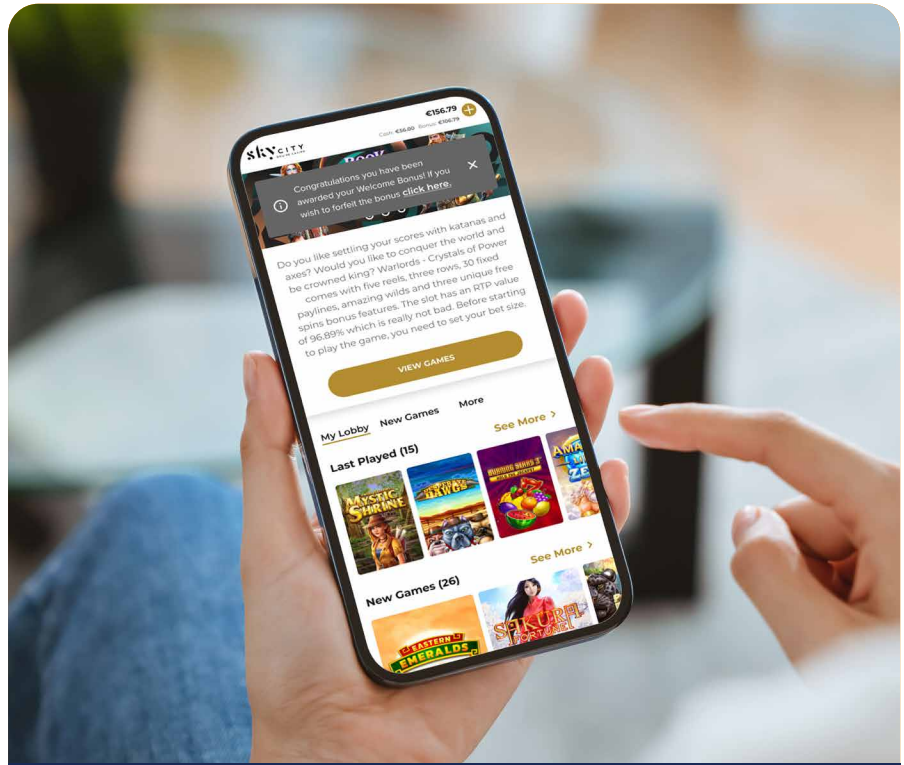 €156.79
Cash: €50.00 Bonus: €106.79
sky CITY
ONLINE CASINO
BOOK
Congratulations you have been
awarded your Welcome Bonus! If you
wish to forfeit the bonus click here.
Do you like settling your scores with katanas and
axes? Would you like to conquer the world and
be crowned king? Warlords - Crystals of Power
comes with five reels, three rows, 30 fixed
paylines, amazing wilds and three unique free
spins bonus features. The slot has an RTP value
of 96.89% which is really not bad. Before starting
to play the game, you need to set your bet size.
VIEW GAMES
My Lobby New Games More
Last Played (15) See More >
MYSTIC
SHRINE
DAWGS
See More >
New Games (26)
EASTERN
EMERALDS
SAKURA
FORTUNE